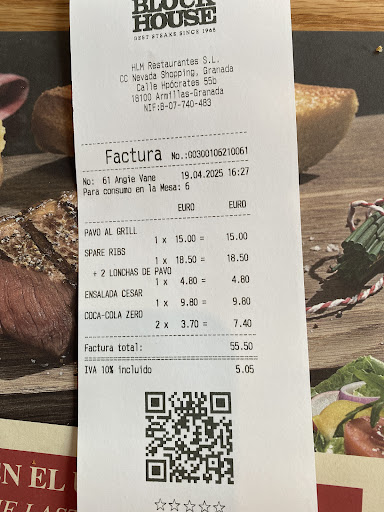 BLOCK
HOUSE
BEST STEAKS SINCE 1968
HLM Restaurantes S.L.
CC Nevada Shopping, Granada
Calle Hpócrates 55b
18100 Armillas-Granada
NIF:B-07-740-483
Factura No.:00300106210061
No: 61 Angie Vane 19.04.2025 16:27
Para consumo en la Mesa: 6
EURO EURO
PAVO AL GRILL
1 x 15.00 = 15.00
SPARE RIBS
1 x 18.50 = 18.50
+ 2 LONCHAS DE PAVO
1 x 4.80 = 4.80
ENSALADA CESAR
1 x 9.80 = 9.80
COCA-COLA ZERO
2 x 3.70 = 7.40
Factura total: 55.50
IVA 10% incluido 5.05
EN EL